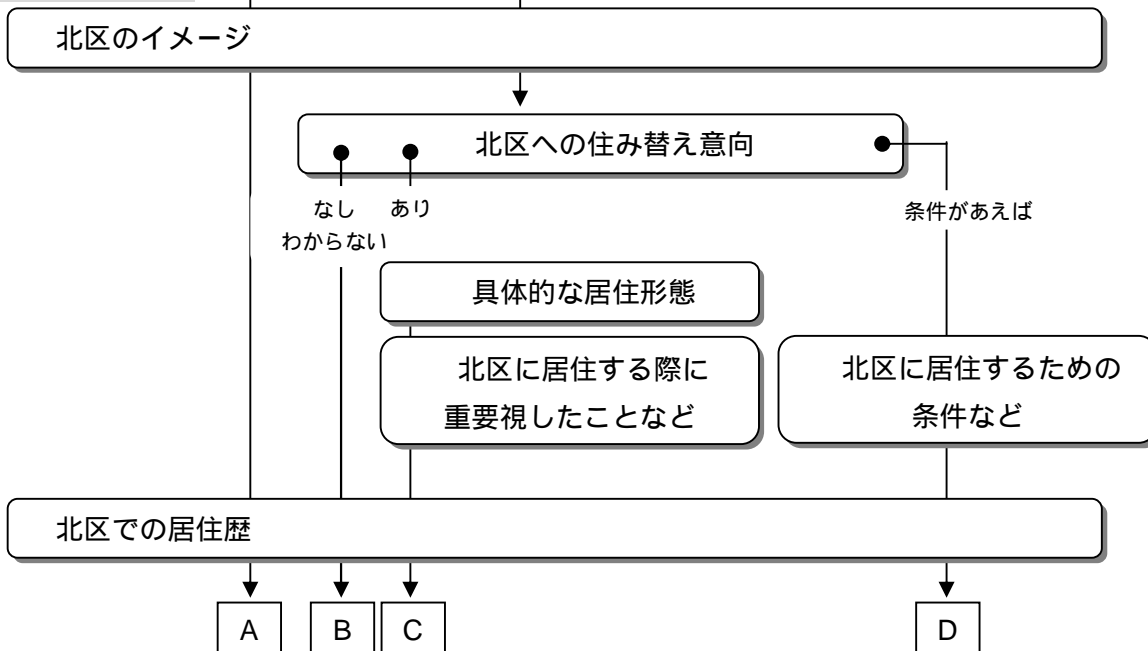 北区のイメージ
北区への住み替え意向
なし
わからない
あり
条件があえば
具体的な居住形態
北区に居住する際に
重要視したことなど
北区に居住するための
条件など
北区での居住歴
A
B
C
D